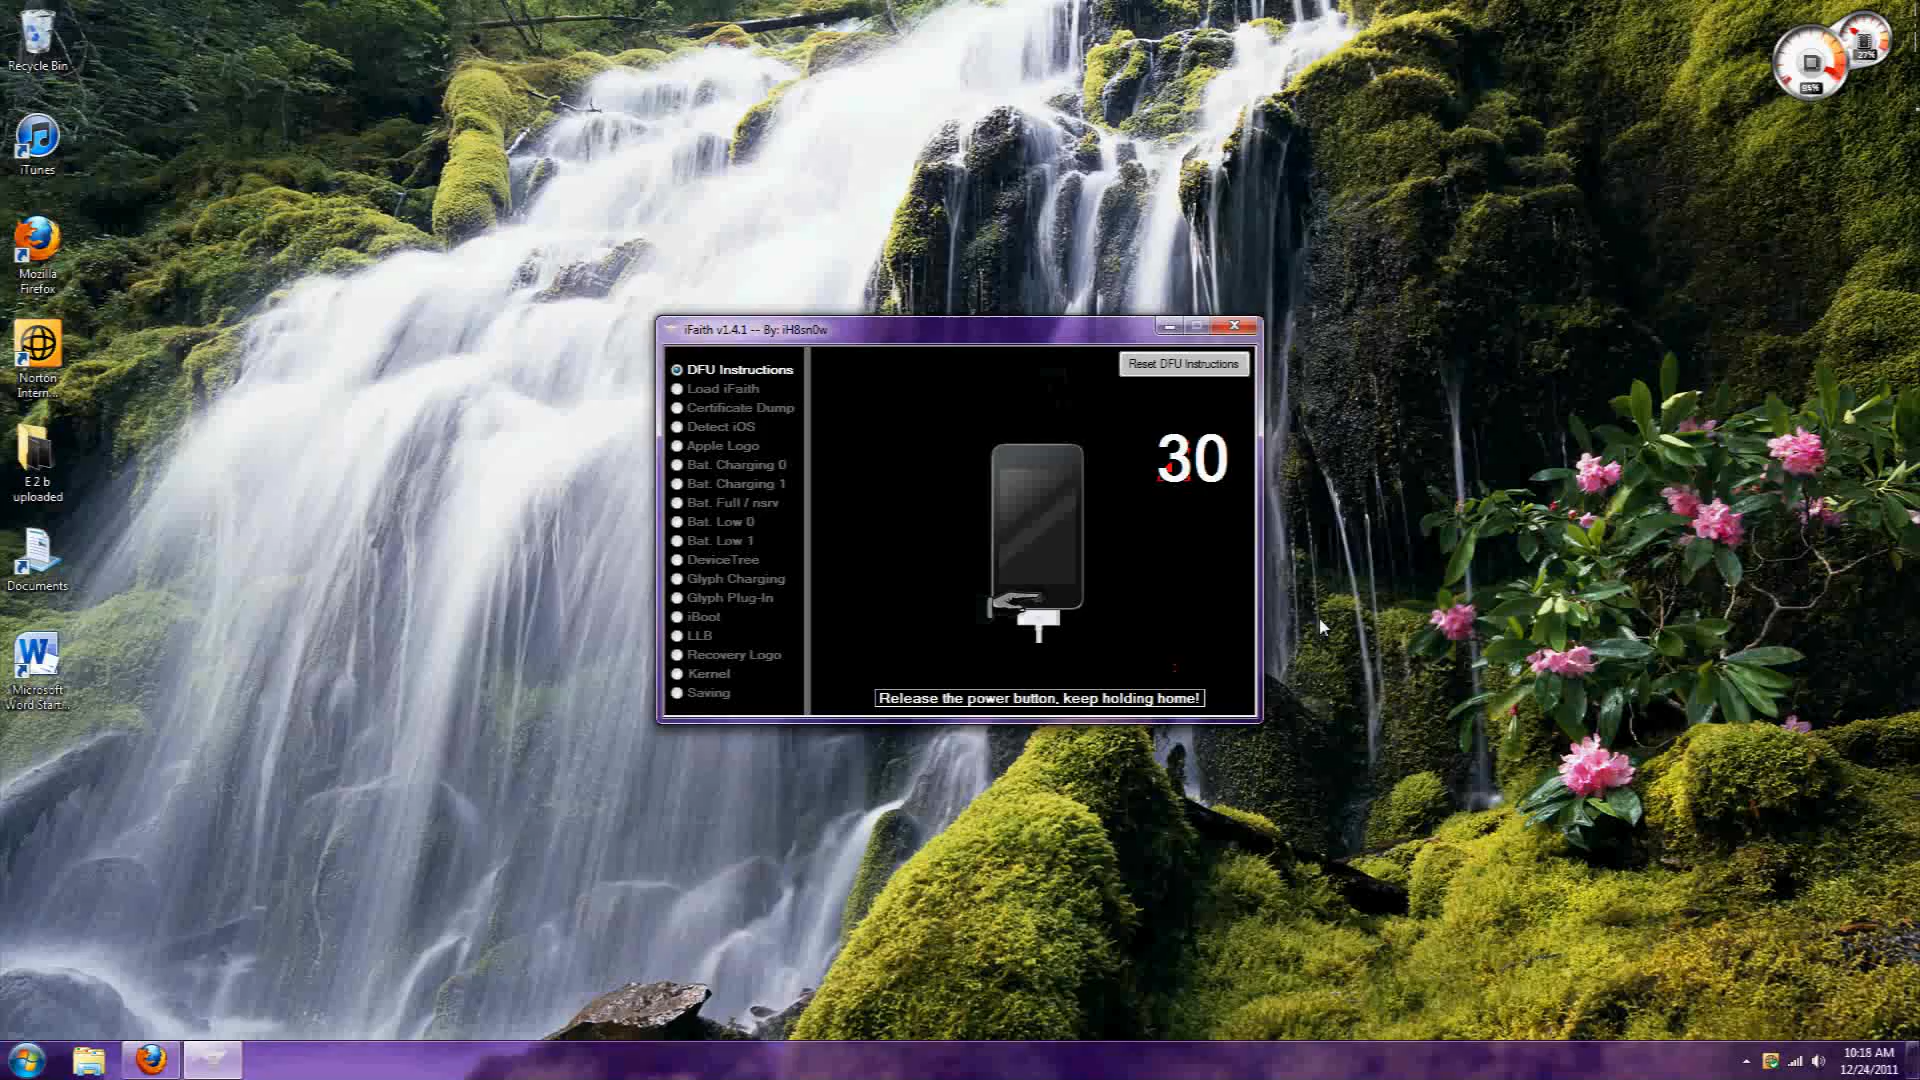 Recycle Bin
iTunes
Mozilla
Firefox
Norton
Intern...
E 2 b
uploaded
Documents
Microsoft
Word Start...
27%
iFaith v1.4.1 -- By: iH8sn0w
DFU Instructions
Load iFaith
Certificate Dump
Detect iOS
Apple Logo
Bat. Charging 0
Bat. Charging 1
Bat. Full / nsrv
Bat. Low 0
Bat. Low 1
DeviceTree
Glyph Charging
Glyph Plug-In
iBoot
LLB
Recovery Logo
Kernel
Saving
Reset DFU Instructions
30
Release the power button, keep holding home!
10:18 AM
12/24/2011